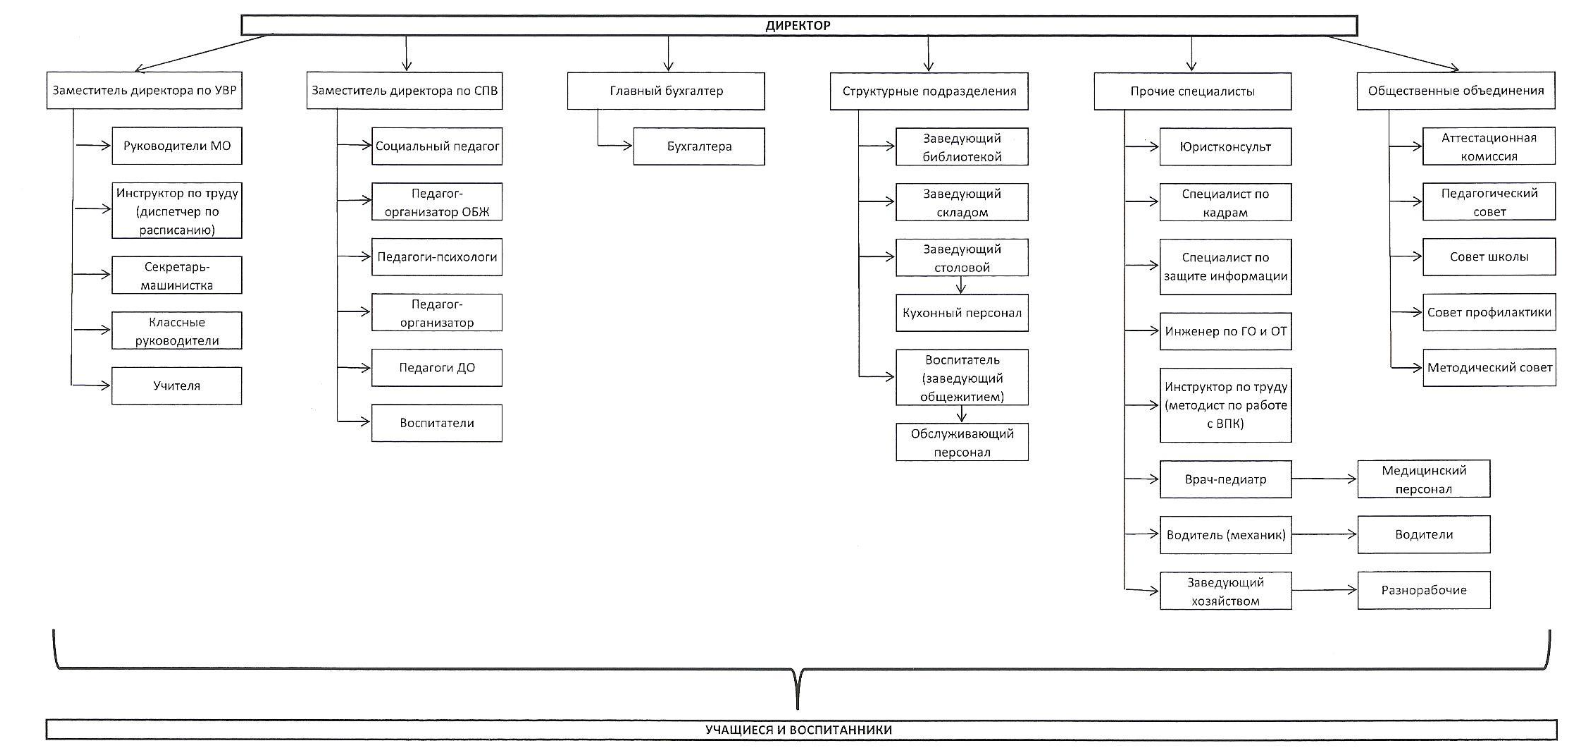 ДИРЕКТОР
Заместитель директора по УВР
Руководители МО
Инструктор по труду
(диспетчер по
расписанию)
Секретарь-
машинистка
Классные
руководители
Учителя
Заместитель директора по СПВ
Социальный педагог
Педагог-
организатор ОБЖ
Педагоги-психологи
Педагог-
организатор
Педагоги ДО
Воспитатели
Главный бухгалтер
Бухгалтера
Структурные подразделения
Заведующий
библиотекой
Заведующий
складом
Заведующий
столовой
Кухонный персонал
Воспитатель
(заведующий
общежитием)
Обслуживающий
персонал
Прочие специалисты
Юристконсульт
Специалист по
кадрам
Специалист по
защите информации
Инженер по ГО и ОТ
Инструктор по труду
(методист по работе
с ВПК)
Врач-педиатр
Медицинский
персонал
Водитель (механик)
Водители
Заведующий
хозяйством
Разнорабочие
Общественные объединения
Аттестационная
комиссия
Педагогический
совет
Совет школы
Совет профилактики
Методический совет
УЧАЩИЕСЯ И ВОСПИТАННИКИ